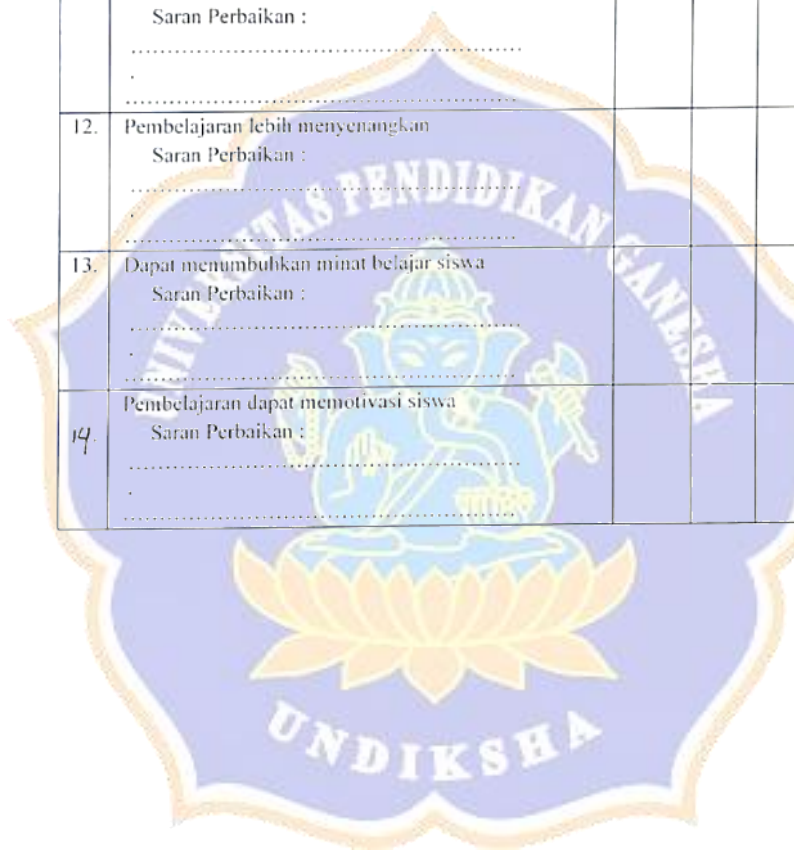 Saran Perbaikan :
..........................................................
.
..........................................................
12. Pembelajaran lebih menyenangkan
Saran Perbaikan :
..........................................................
.
..........................................................
13. Dapat menumbuhkan minat belajar siswa
Saran Perbaikan :
..........................................................
.
..........................................................
Pembelajaran dapat memotivasi siswa
14. Saran Perbaikan :
..........................................................
.
..........................................................
UNIVERSITAS PENDIDIKAN GANESHA
UNDIKSHA